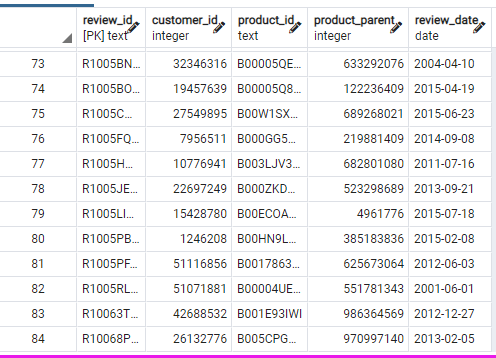 review_id customer_id product_id product_parent review_date
[PK] text integer text integer date
73 R1005BN... 32346316 B00005QE... 633292076 2004-04-10
74 R1005BO... 19457639 B00005Q8... 122236409 2015-04-19
75 R1005C... 27549895 B00W1SX... 689268021 2015-06-23
76 R1005FQ... 7956511 B000GG5... 219881409 2014-09-08
77 R1005H... 10776941 B003LJV3... 682801080 2011-07-16
78 R1005JE... 22697249 B000ZKD... 523298689 2013-09-21
79 R1005LI... 15428780 B00ECOA... 4961776 2015-07-18
80 R1005PB... 1246208 B00HN9L... 385183836 2015-02-08
81 R1005PF... 51116856 B0017863... 625673064 2012-06-03
82 R1005RL... 51071881 B00004UE... 551781343 2001-06-01
83 R10063T... 42688532 B001E93IWI 986364569 2012-12-27
84 R10068P... 26132776 B005CPG... 970997140 2013-02-05